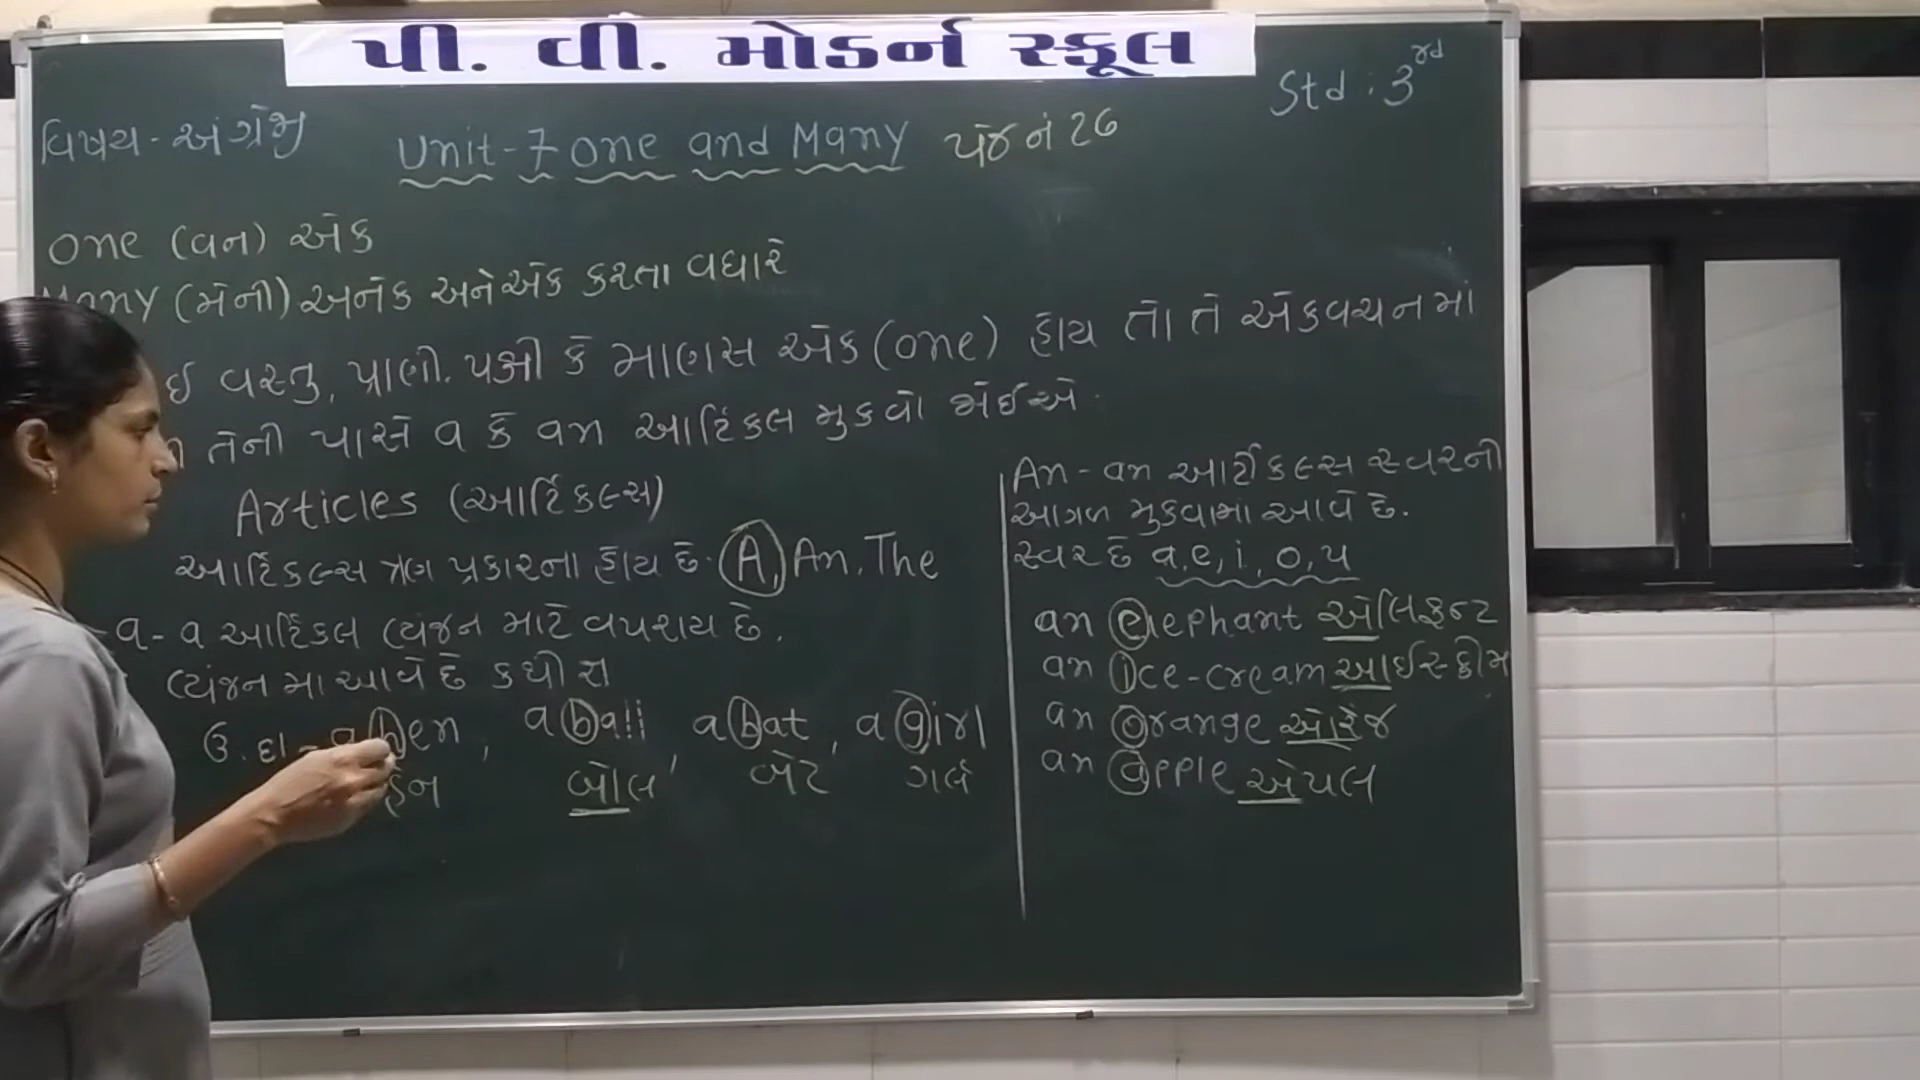 પી. વી. મોડર્ન સ્કૂલ
Std : 3rd
વિષય - અંગ્રેજી
Unit - 7 One and Many પેજ નં 26
One (વન) એક
Many (મેની) અનેક અને એક કરતા વધારે
ઈ વસ્તુ, પ્રાણી. પક્ષી કે માણસ એક (one) હોય તો તે એકવચનમાં
તેની પાસે a કે an આર્ટિકલ મુકવો જોઈએ.
Articles (આર્ટિકલ્સ)
આર્ટિકલ્સ ત્રણ પ્રકારના હોય છે. A, An, The
a - a આર્ટિકલ વ્યંજન માટે વપરાય છે.
વ્યંજન મા આવે છે ક થી જ્ઞ
ઉ. દા - a hen, a ball, a bat, a girl
હેન બોલ બેટ ગર્લ
An - an આર્ટીકલ્સ સ્વરની
આગળ મુકવામાં આવે છે.
સ્વર છે a, e, i, o, u
an elephant એલિફન્ટ
an ice-cream આઈસ્ક્રીમ
an orange ઓરેંજ
an apple એપલ